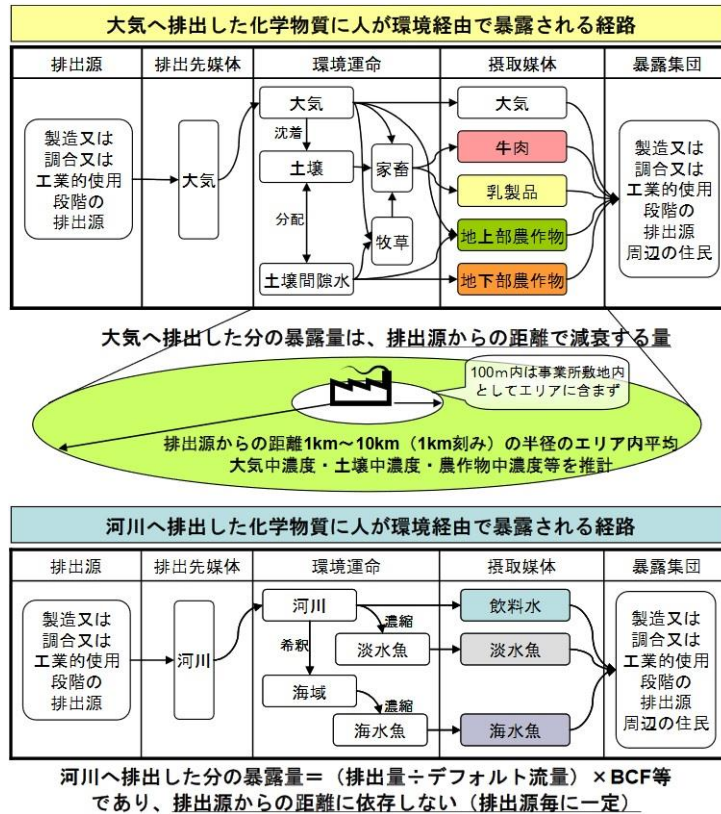 大気へ排出した化学物質に人が環境経由で暴露される経路
排出源
排出先媒体
環境運命
摂取媒体
暴露集団
製造又は
調合又は
工業的使用
段階の
排出源
大気
大気
沈着
土壌
分配
土壌間隙水
家畜
牧草
大気
牛肉
乳製品
地上部農作物
地下部農作物
製造又は
調合又は
工業的使用
段階の
排出源
周辺の住民
大気へ排出した分の暴露量は、排出源からの距離で減衰する量
100m内は事業所敷地内
としてエリアに含まず
排出源からの距離1km～10km（1km刻み）の半径のエリア内平均
大気中濃度・土壌中濃度・農作物中濃度等を推計
河川へ排出した化学物質に人が環境経由で暴露される経路
排出源
排出先媒体
環境運命
摂取媒体
暴露集団
製造又は
調合又は
工業的使用
段階の
排出源
河川
河川
濃縮
希釈
淡水魚
海域
濃縮
海水魚
飲料水
淡水魚
海水魚
製造又は
調合又は
工業的使用
段階の
排出源
周辺の住民
河川へ排出した分の暴露量＝（排出量÷デフォルト流量）×BCF等
であり、排出源からの距離に依存しない（排出源毎に一定）